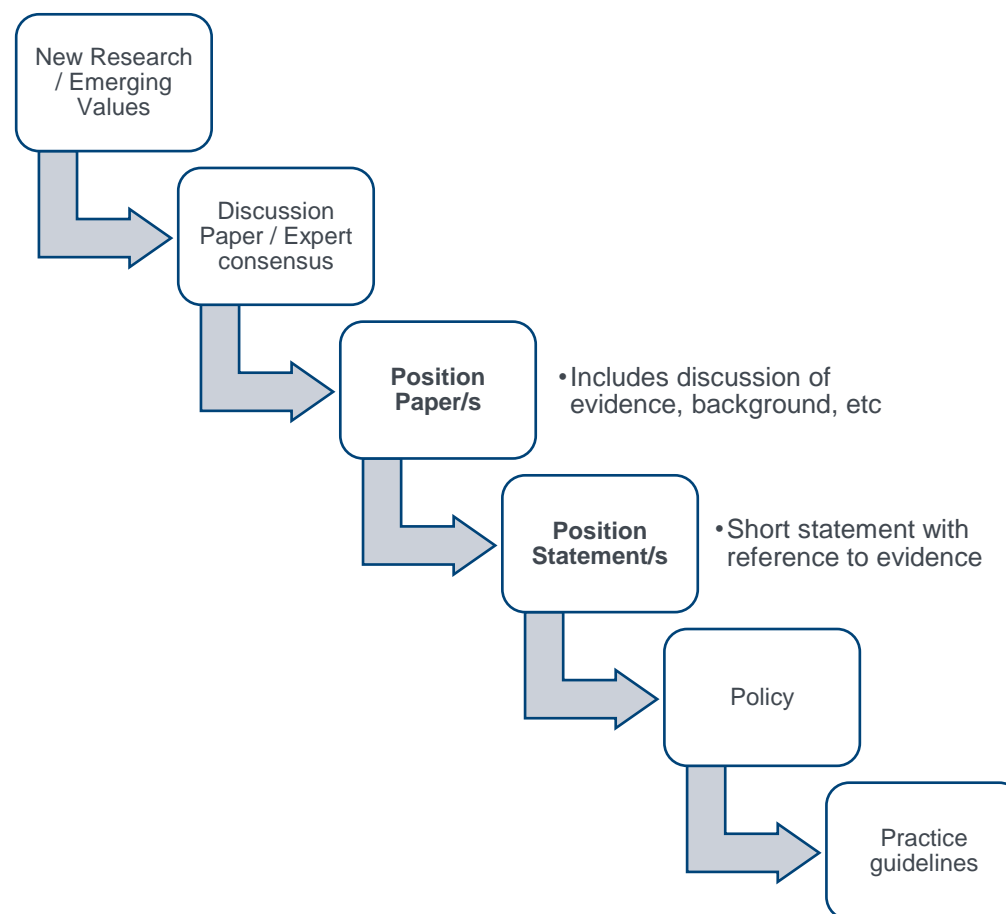 New Research
/ Emerging
Values
Discussion
Paper / Expert
consensus
Position
Paper/s
•Includes discussion of
evidence, background, etc
Position
Statement/s
•Short statement with
reference to evidence
Policy
Practice
guidelines